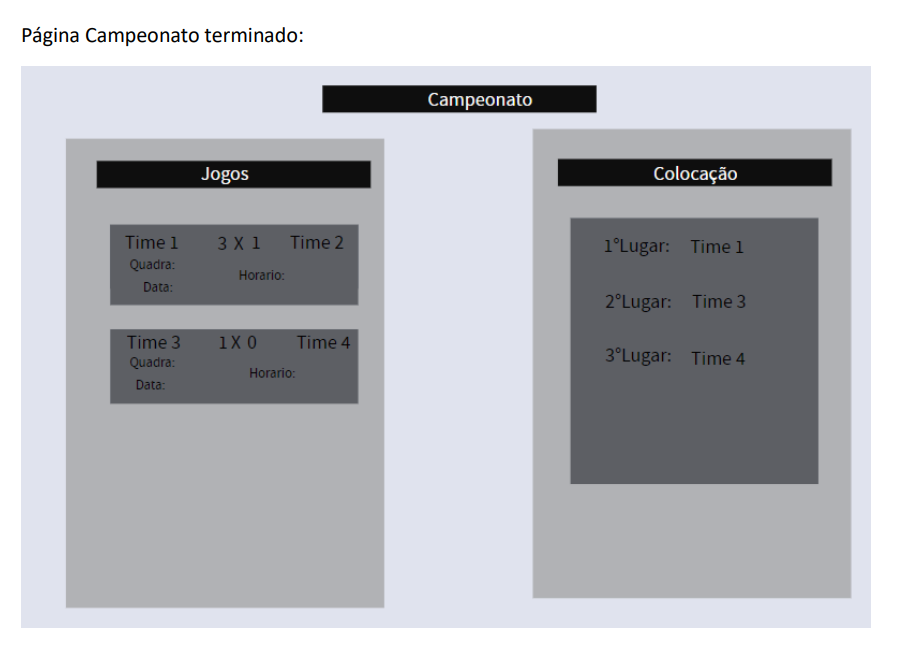 Página Campeonato terminado:
Campeonato
Jogos
Time 1 3 X 1 Time 2
Quadra:
Horario:
Data:
Time 3 1 X 0 Time 4
Quadra:
Horario:
Data:
Colocação
1°Lugar: Time 1
2°Lugar: Time 3
3°Lugar: Time 4